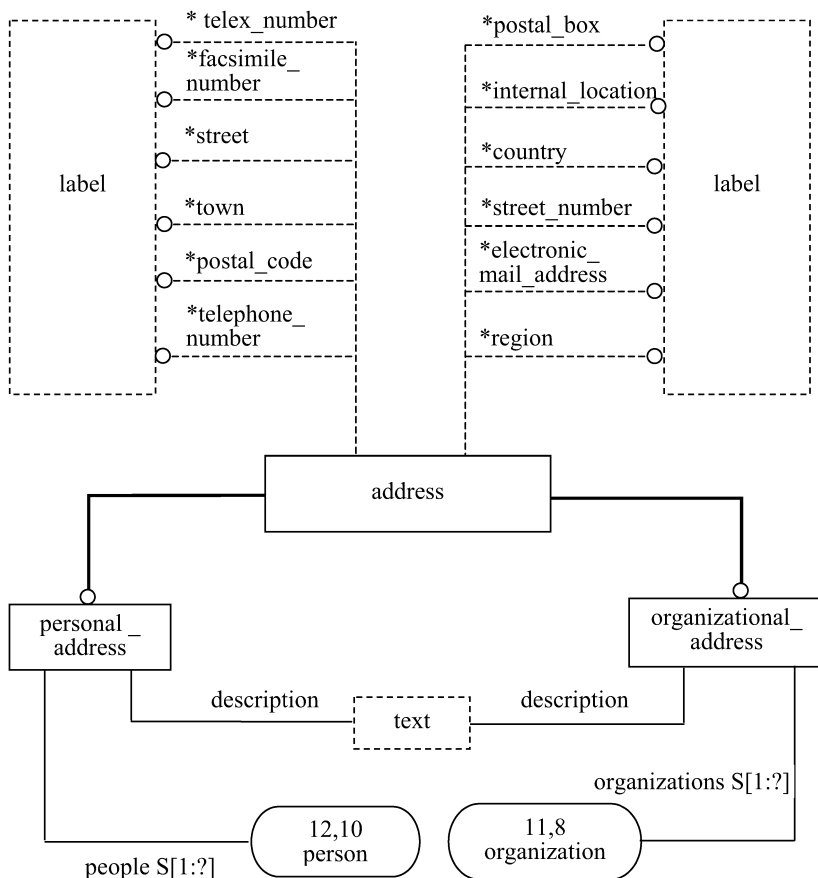 * telex_number
*facsimile_
number
*street
label
*town
*postal_code
*telephone_
number
*postal_box
*internal_location
*country
label
*street_number
*electronic_
mail_address
*region
address
personal _
address
organizational_
address
description
text
description
organizations S[1:?]
12,10
person
11,8
organization
people S[1:?]